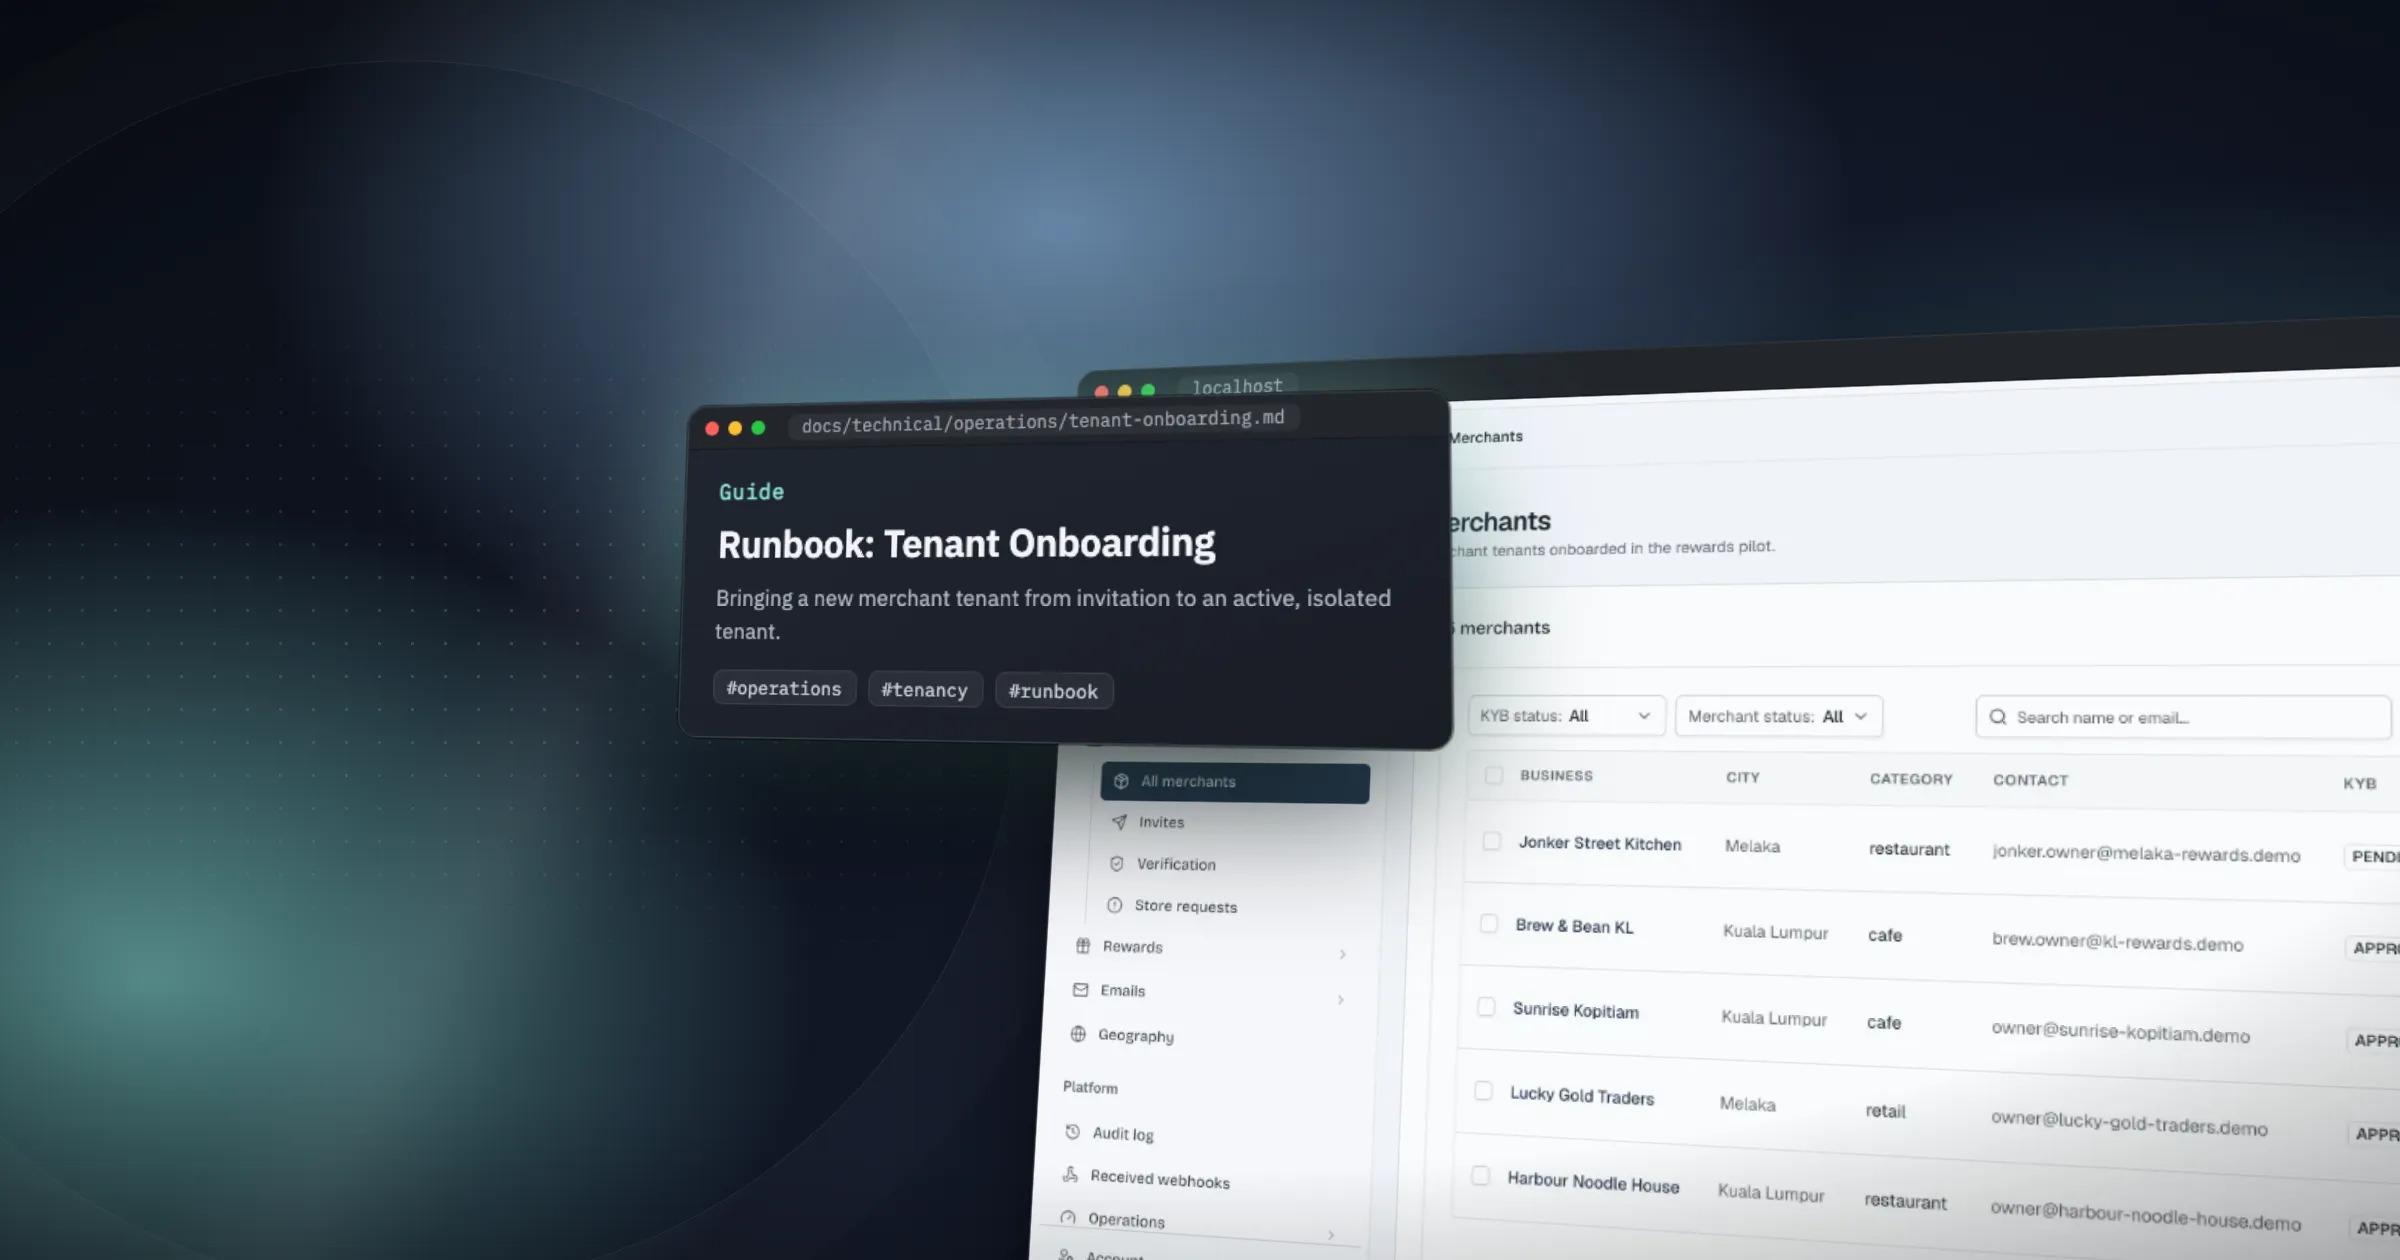 localhost
docs/technical/operations/tenant-onboarding.md
Guide
Runbook: Tenant Onboarding
Bringing a new merchant tenant from invitation to an active, isolated
tenant.
#operations #tenancy #runbook
Merchants
erchants
chant tenants onboarded in the rewards pilot.
merchants
KYB status: All
Merchant status: All
Search name or email...
BUSINESS CITY CATEGORY CONTACT KYB
Jonker Street Kitchen Melaka restaurant jonker.owner@melaka-rewards.demo PENDI
Brew & Bean KL Kuala Lumpur cafe brew.owner@kl-rewards.demo APPR
Sunrise Kopitiam Kuala Lumpur cafe owner@sunrise-kopitiam.demo APPR
Lucky Gold Traders Melaka retail owner@lucky-gold-traders.demo APPR
Harbour Noodle House Kuala Lumpur restaurant owner@harbour-noodle-house.demo APPR
All merchants
Invites
Verification
Store requests
Rewards
Emails
Geography
Platform
Audit log
Received webhooks
Operations
Account